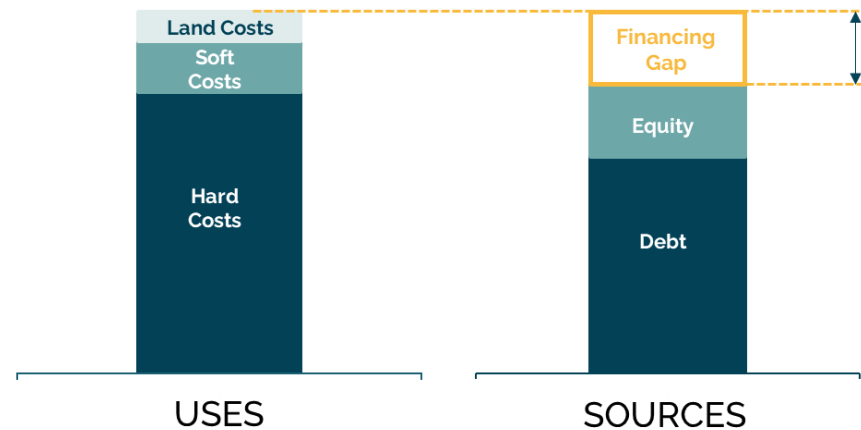 Land Costs
Soft
Costs
Hard
Costs
USES
Financing
Gap
Equity
Debt
SOURCES